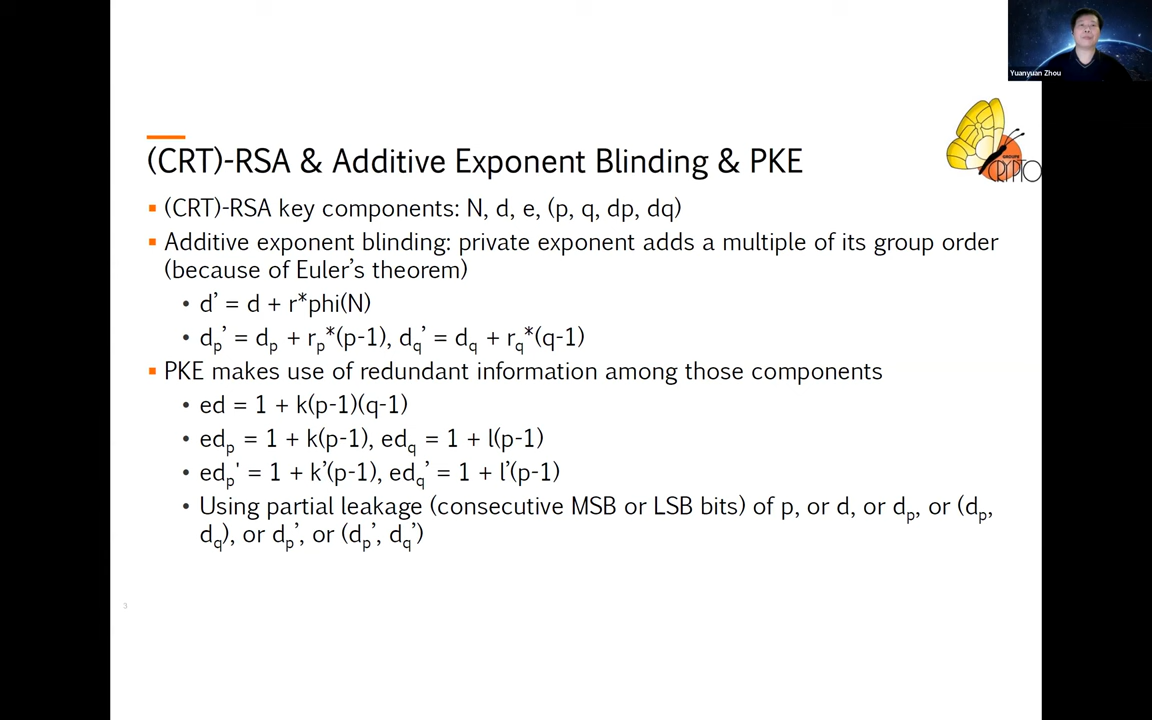 Yuanyuan Zhou
GROUPE
CRYPTO
(CRT)-RSA & Additive Exponent Blinding & PKE
▪ (CRT)-RSA key components: N, d, e, (p, q, dp, dq)
▪ Additive exponent blinding: private exponent adds a multiple of its group order
(because of Euler’s theorem)
• d’ = d + r*phi(N)
• dp’ = dp + rp*(p-1), dq’ = dq + rq*(q-1)
▪ PKE makes use of redundant information among those components
• ed = 1 + k(p-1)(q-1)
• edp = 1 + k(p-1), edq = 1 + l(p-1)
• edp' = 1 + k’(p-1), edq’ = 1 + l’(p-1)
• Using partial leakage (consecutive MSB or LSB bits) of p, or d, or dp, or (dp,
dq), or dp’, or (dp’, dq’)
3